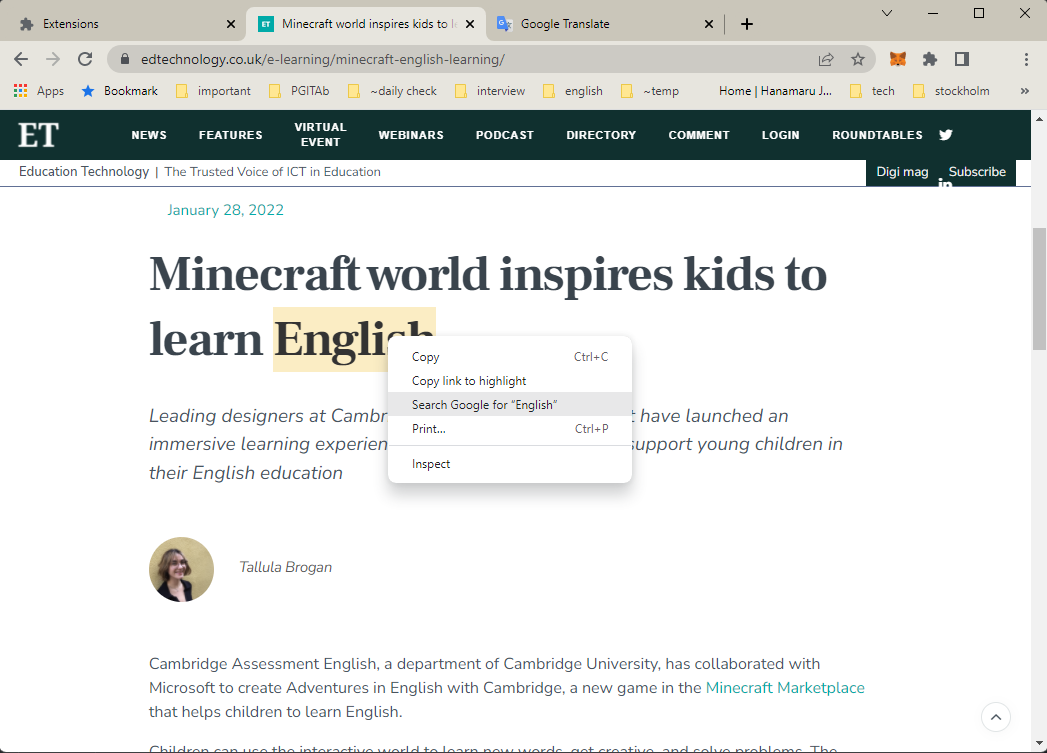 Extensions
Minecraft world inspires kids to l
Google Translate
edtechnology.co.uk/e-learning/minecraft-english-learning/
Apps
Bookmark
important
PGITAb
~daily check
interview
english
~temp
Home | Hanamaru J...
tech
stockholm
»
ET
NEWS
FEATURES
VIRTUAL
EVENT
WEBINARS
PODCAST
DIRECTORY
COMMENT
LOGIN
ROUNDTABLES
Education Technology | The Trusted Voice of ICT in Education
Digi mag
in
Subscribe
January 28, 2022
Minecraft world inspires kids to
learn English
Copy Ctrl+C
Copy link to highlight
Search Google for “English”
Print... Ctrl+P
Inspect
Leading designers at have launched an
immersive learning support young children in
their English education
Tallula Brogan
Cambridge Assessment English, a department of Cambridge University, has collaborated with
Microsoft to create Adventures in English with Cambridge, a new game in the Minecraft Marketplace
that helps children to learn English.
Children can use the interactive world to learn new words, get creative, and solve problems. The